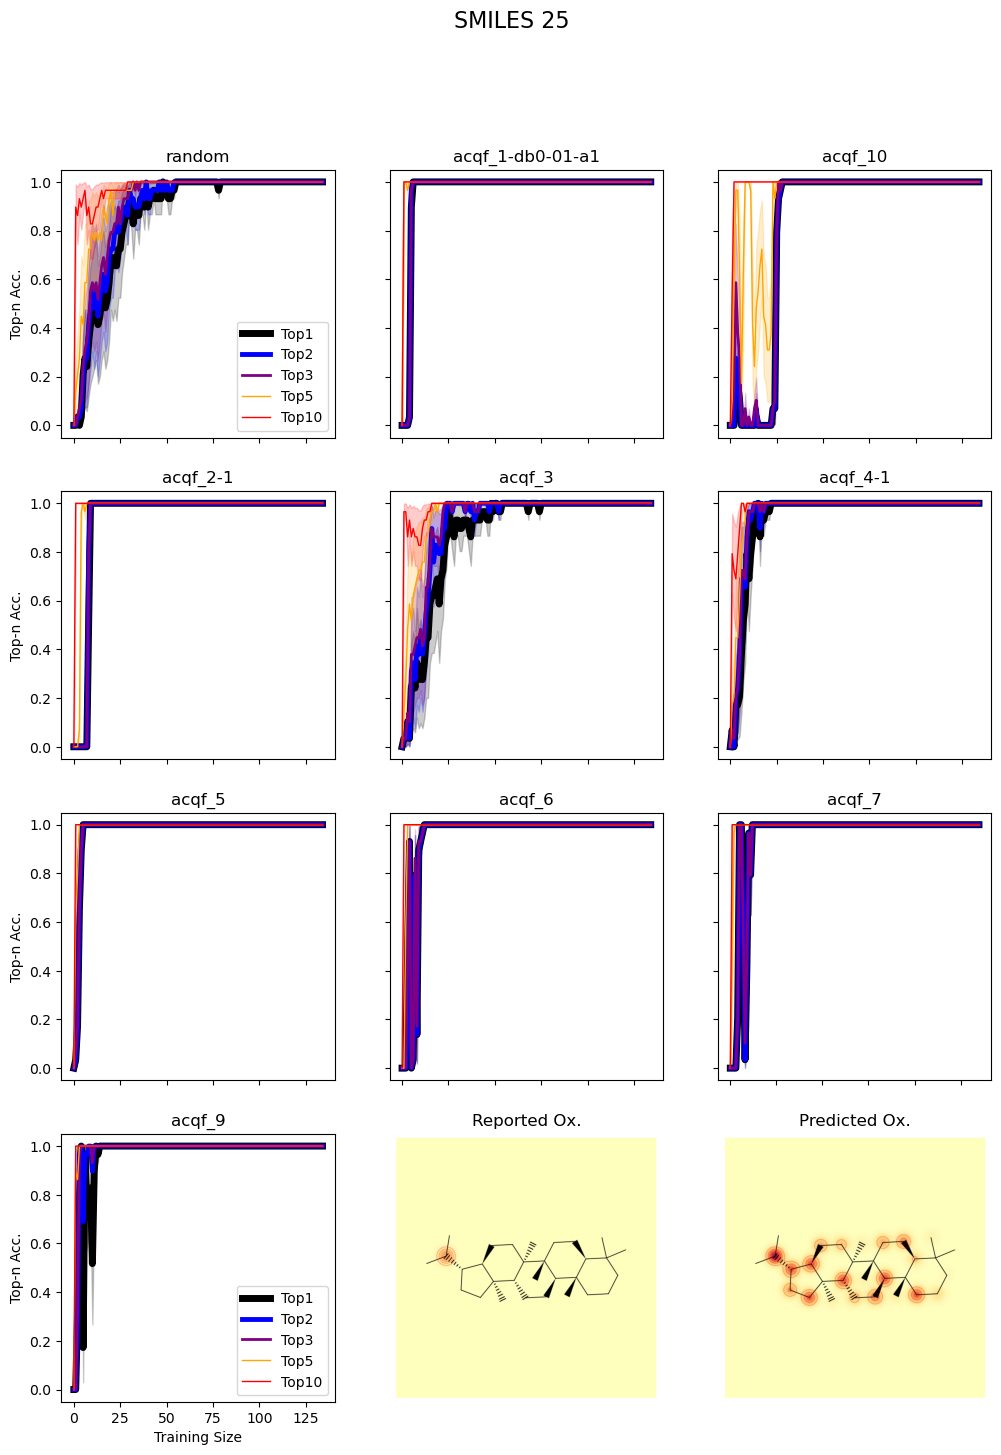 SMILES 25
random
acqf_1-db0-01-a1
acqf_10
Top-n Acc.
1.0
0.8
0.6
0.4
0.2
0.0
Top1
Top2
Top3
Top5
Top10
acqf_2-1
acqf_3
acqf_4-1
Top-n Acc.
1.0
0.8
0.6
0.4
0.2
0.0
acqf_5
acqf_6
acqf_7
Top-n Acc.
1.0
0.8
0.6
0.4
0.2
0.0
acqf_9
Reported Ox.
Predicted Ox.
Top-n Acc.
1.0
0.8
0.6
0.4
0.2
0.0
Top1
Top2
Top3
Top5
Top10
0 25 50 75 100 125
Training Size